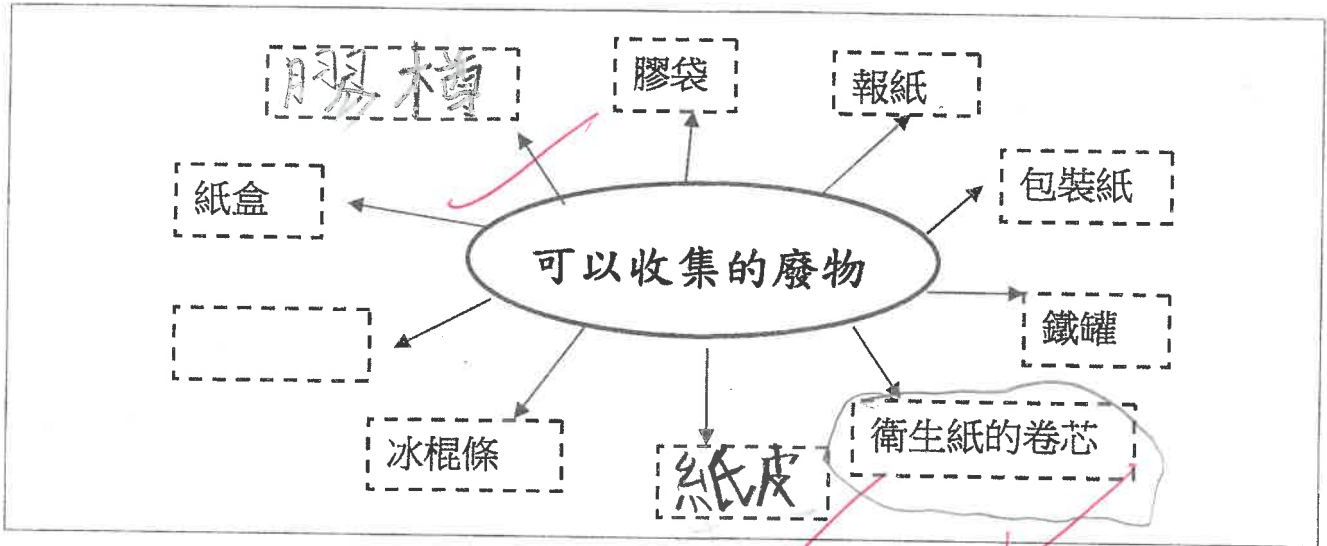 膠樽
膠袋
報紙
紙盒
包裝紙
可以收集的廢物
鐵罐
冰棍條
紙皮
衛生紙的卷芯